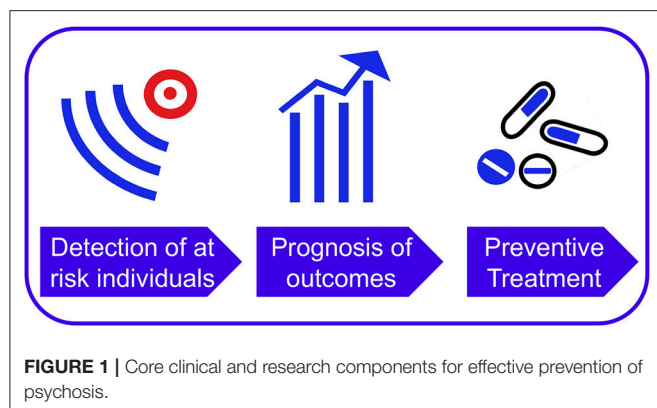 Detection of at
risk individuals
Prognosis of
outcomes
Preventive
Treatment
FIGURE 1 | Core clinical and research components for effective prevention of
psychosis.